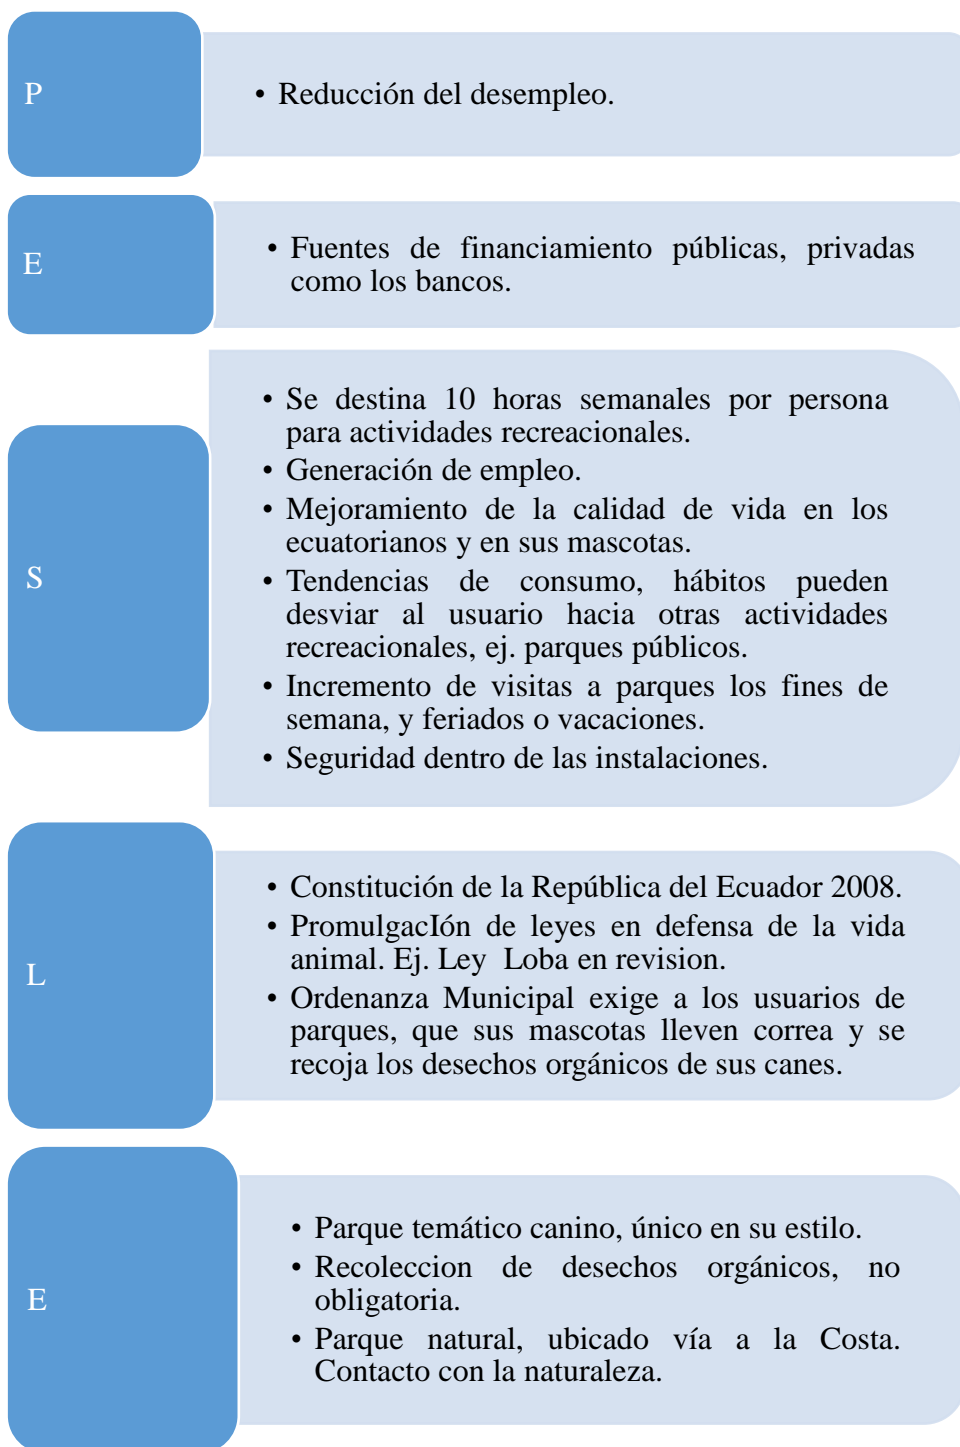 P
• Reducción del desempleo.
E
• Fuentes de financiamiento públicas, privadas
como los bancos.
S
• Se destina 10 horas semanales por persona
para actividades recreacionales.
• Generación de empleo.
• Mejoramiento de la calidad de vida en los
ecuatorianos y en sus mascotas.
• Tendencias de consumo, hábitos pueden
desviar al usuario hacia otras actividades
recreacionales, ej. parques públicos.
• Incremento de visitas a parques los fines de
semana, y feriados o vacaciones.
• Seguridad dentro de las instalaciones.
L
• Constitución de la República del Ecuador 2008.
• PromulgacIón de leyes en defensa de la vida
animal. Ej. Ley Loba en revision.
• Ordenanza Municipal exige a los usuarios de
parques, que sus mascotas lleven correa y se
recoja los desechos orgánicos de sus canes.
E
• Parque temático canino, único en su estilo.
• Recoleccion de desechos orgánicos, no
obligatoria.
• Parque natural, ubicado vía a la Costa.
Contacto con la naturaleza.